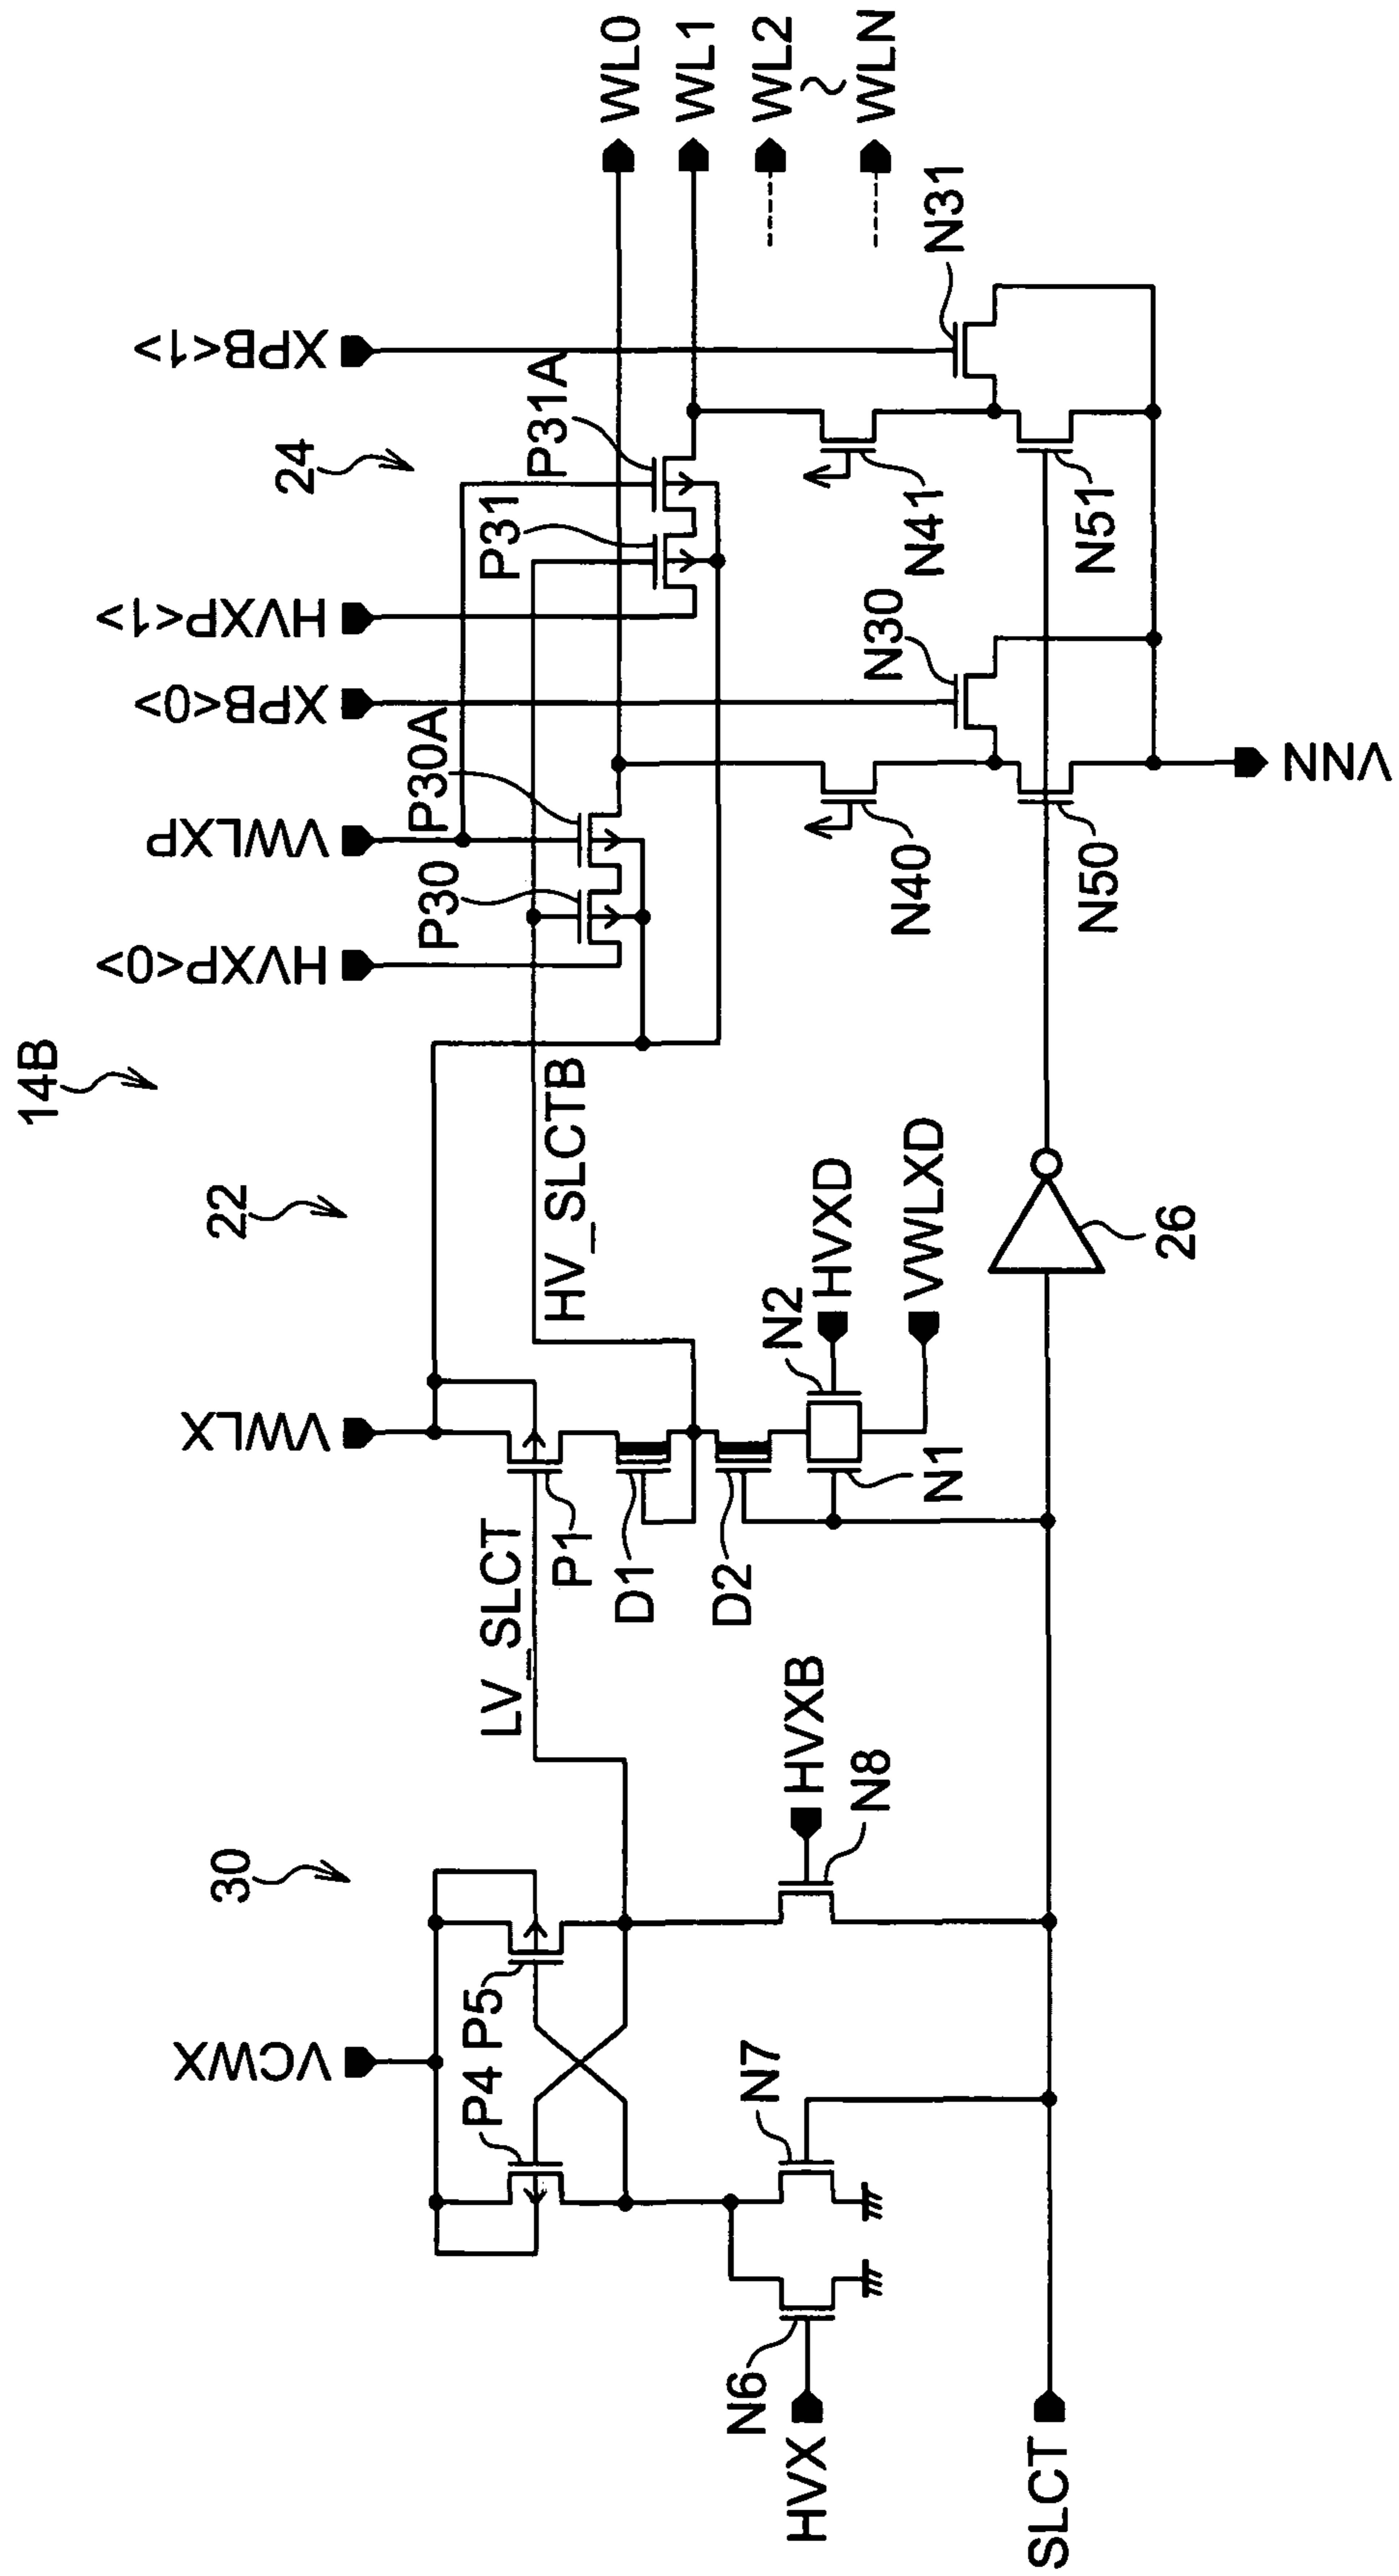 14B
30
22
24
VCWX
VWLX
HVXP<0>
VWLXP
XPB<0>
HVXP<1>
XPB<1>
P4
P5
LV_SLCT
P1
D1
D2
HV_SLCTB
P30
P30A
P31
P31A
WL0
WL1
WL2
WLN
HVX
N6
N7
HVXB
N8
N1
N2
HVXD
VWLXD
N40
N30
N41
N31
SLCT
26
N50
N51
VNN